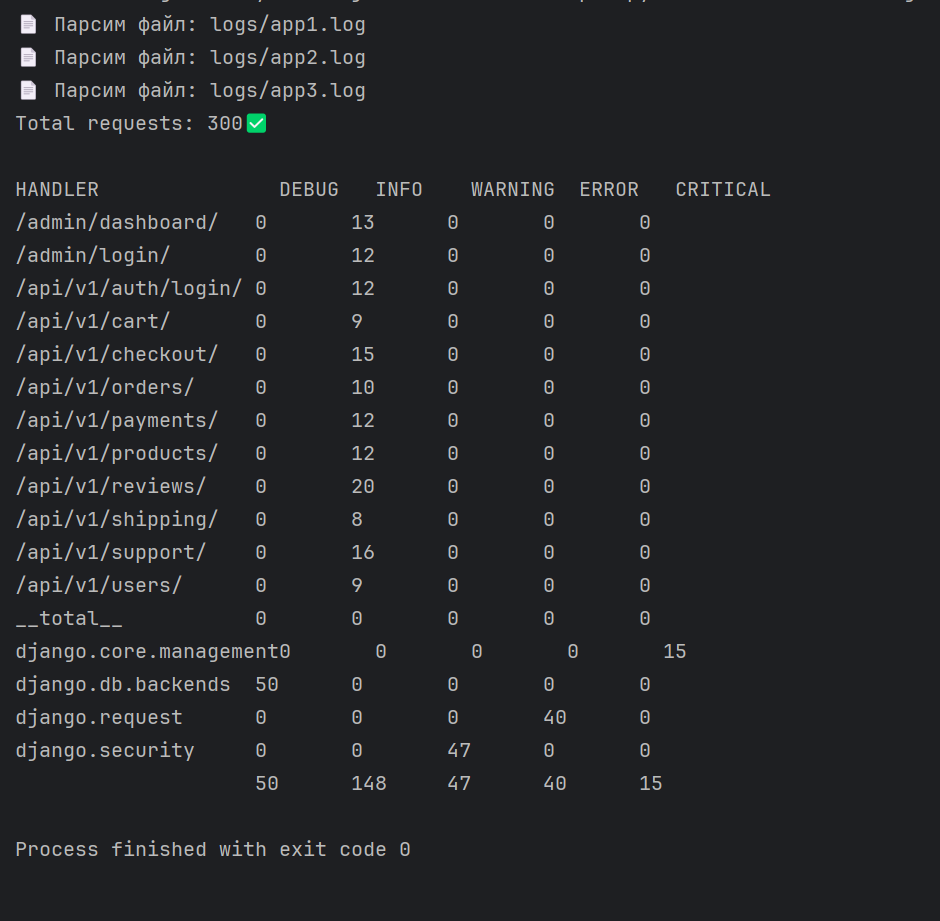 📄 Парсим файл: logs/app1.log
📄 Парсим файл: logs/app2.log
📄 Парсим файл: logs/app3.log
Total requests: 300✅
HANDLER DEBUG INFO WARNING ERROR CRITICAL
/admin/dashboard/ 0 13 0 0 0
/admin/login/ 0 12 0 0 0
/api/v1/auth/login/ 0 12 0 0 0
/api/v1/cart/ 0 9 0 0 0
/api/v1/checkout/ 0 15 0 0 0
/api/v1/orders/ 0 10 0 0 0
/api/v1/payments/ 0 12 0 0 0
/api/v1/products/ 0 12 0 0 0
/api/v1/reviews/ 0 20 0 0 0
/api/v1/shipping/ 0 8 0 0 0
/api/v1/support/ 0 16 0 0 0
/api/v1/users/ 0 9 0 0 0
__total__ 0 0 0 0 0
django.core.management0 0 0 0 15
django.db.backends 50 0 0 0 0
django.request 0 0 0 40 0
django.security 0 0 47 0 0
50 148 47 40 15
Process finished with exit code 0